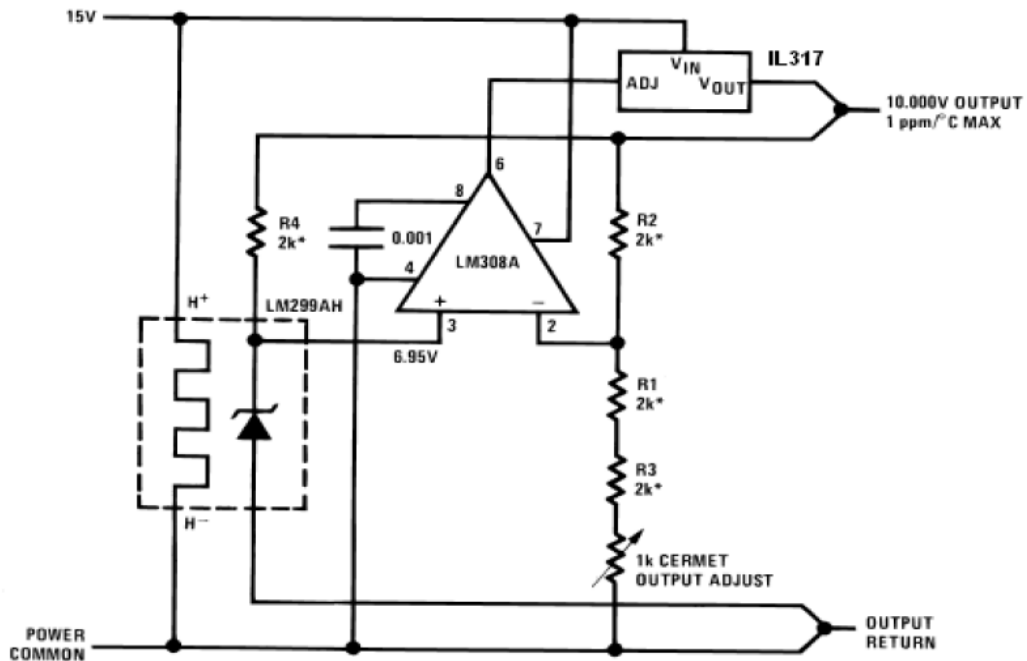 15V
IL317
VIN
ADJ
VOUT
10.000V OUTPUT
1 ppm/°C MAX
6
8
R4
2k*
0.001
7
R2
2k*
4
LM308A
H+
LM299AH
+
−
3
2
6.95V
R1
2k*
R3
2k*
H−
1k CERMET
OUTPUT ADJUST
POWER
COMMON
OUTPUT
RETURN